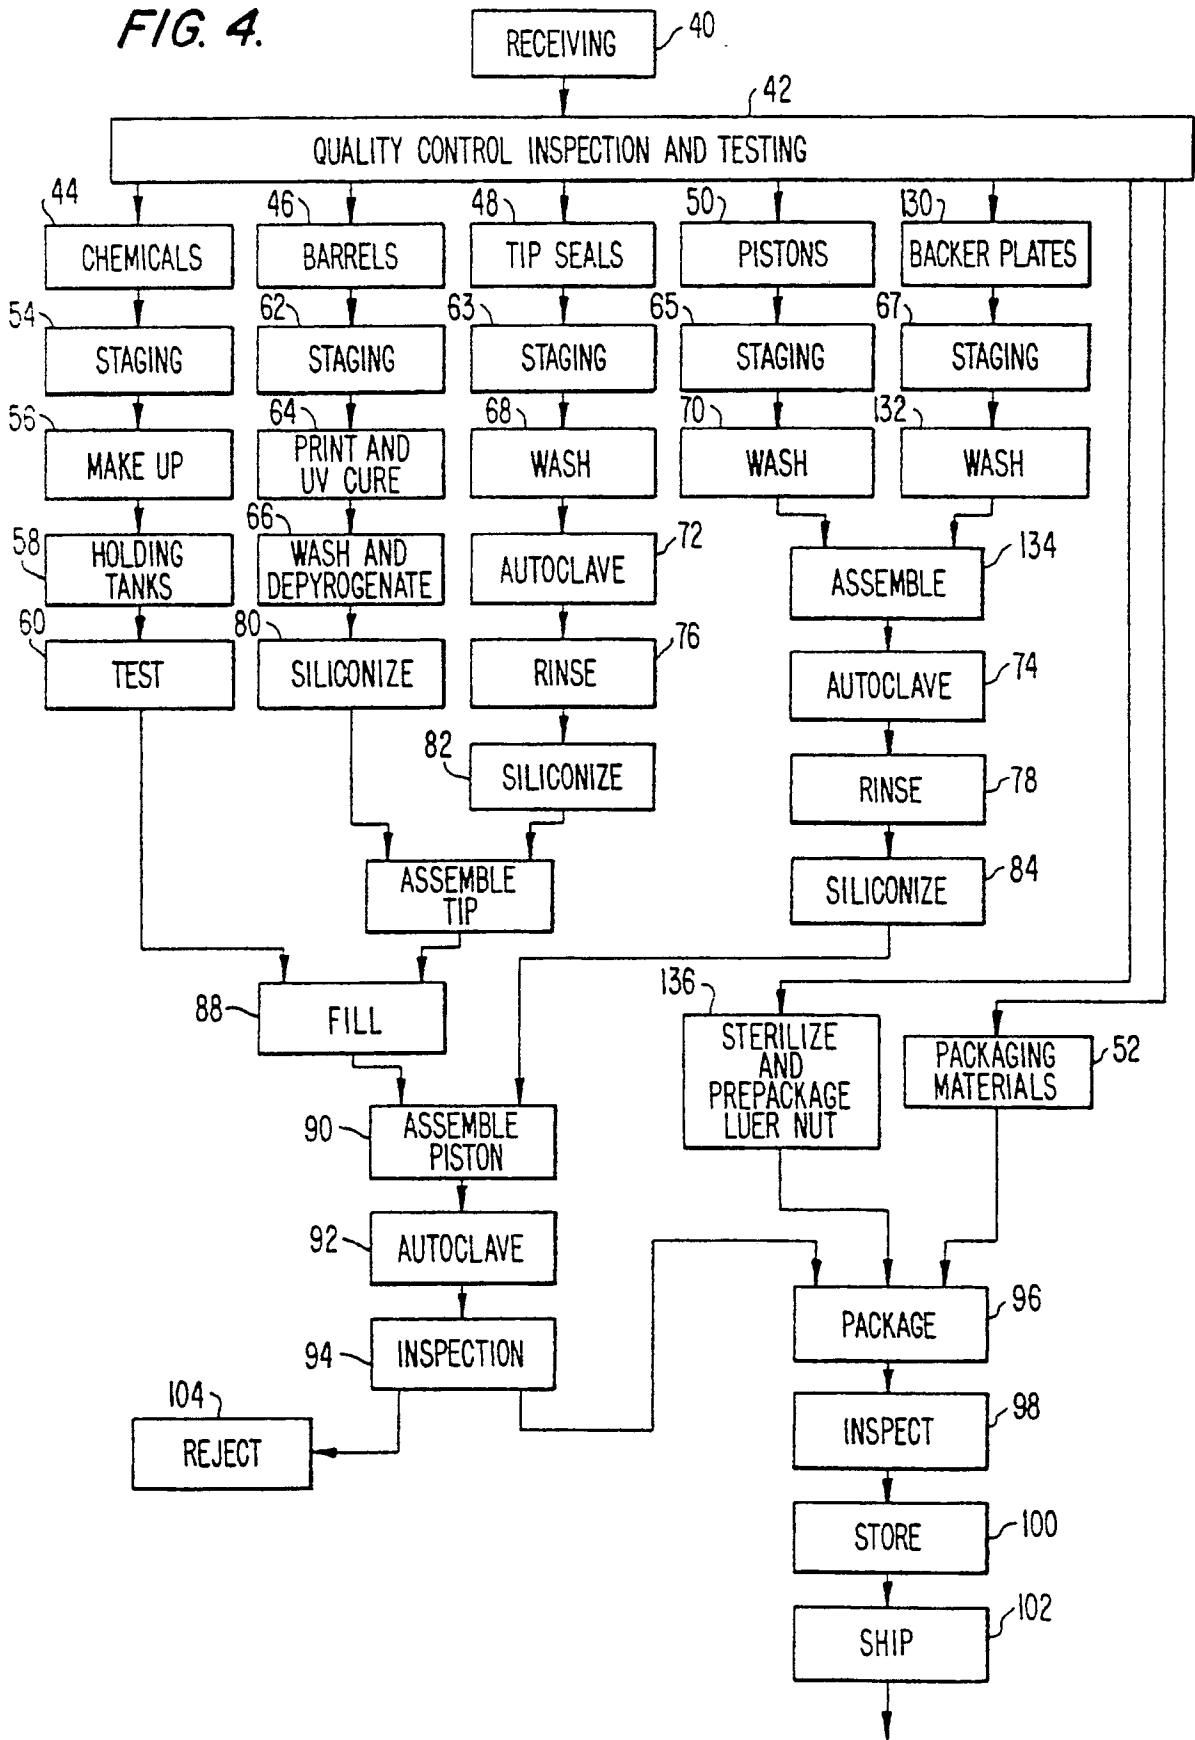 FIG. 4.
RECEIVING
40
42
QUALITY CONTROL INSPECTION AND TESTING
44
46
48
50
130
CHEMICALS
BARRELS
TIP SEALS
PISTONS
BACKER PLATES
54
62
63
65
67
STAGING
STAGING
STAGING
STAGING
STAGING
56
64
68
70
132
MAKE UP
PRINT AND
UV CURE
WASH
WASH
WASH
58
66
72
134
HOLDING
TANKS
WASH AND
DEPYROGENATE
AUTOCLAVE
ASSEMBLE
60
80
76
74
TEST
SILICONIZE
RINSE
AUTOCLAVE
82
SILICONIZE
RINSE
78
ASSEMBLE
TIP
SILICONIZE
84
88
FILL
136
STERILIZE
AND
PREPACKAGE
LUER NUT
PACKAGING
MATERIALS
52
90
ASSEMBLE
PISTON
92
AUTOCLAVE
94
INSPECTION
PACKAGE
96
104
REJECT
INSPECT
98
STORE
100
SHIP
102